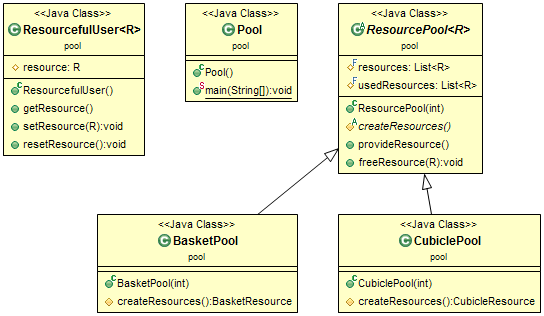 <<Java Class>>
ResourcefulUser<R>
pool
resource: R
ResourcefulUser()
getResource()
setResource(R):void
resetResource():void
<<Java Class>>
Pool
pool
Pool()
main(String[]):void
<<Java Class>>
ResourcePool<R>
pool
resources: List<R>
usedResources: List<R>
ResourcePool(int)
createResources()
provideResource()
freeResource(R):void
<<Java Class>>
BasketPool
pool
BasketPool(int)
createResources():BasketResource
<<Java Class>>
CubiclePool
pool
CubiclePool(int)
createResources():CubicleResource